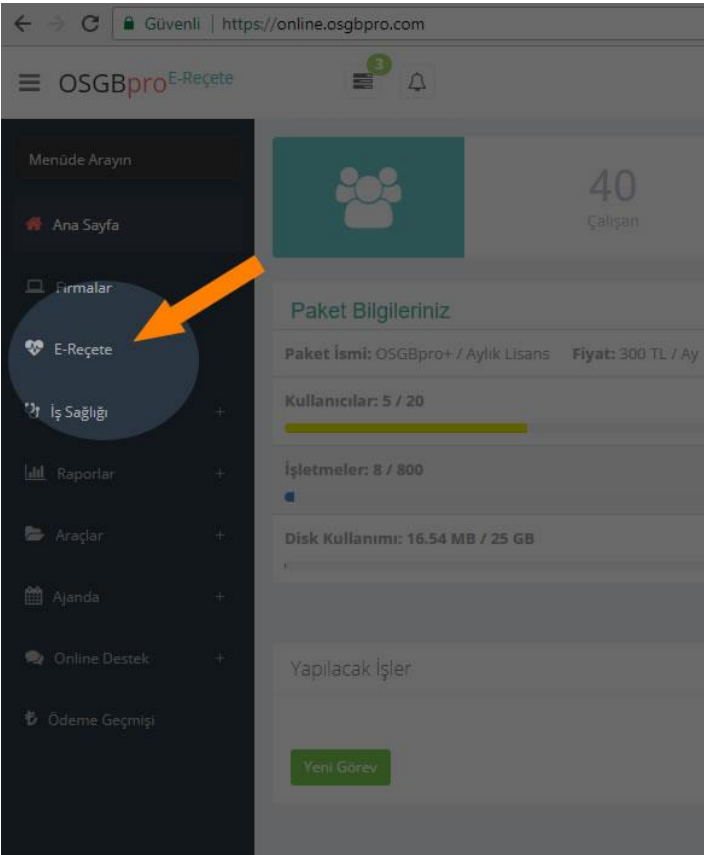 Güvenli | https://online.osgbpro.com
OSGBpro E-Reçete
3
Menüde Arayın
Ana Sayfa
Firmalar
E-Reçete
İş Sağlığı +
Raporlar +
Araçlar +
Ajanda +
Online Destek +
Ödeme Geçmişi
40
Çalışan
Paket Bilgileriniz
Paket İsmi: OSGBpro+ / Aylık Lisans Fiyat: 300 TL / Ay
Kullanıcılar: 5 / 20
İşletmeler: 8 / 800
Disk Kullanımı: 16.54 MB / 25 GB
Yapılacak İşler
Yeni Görev